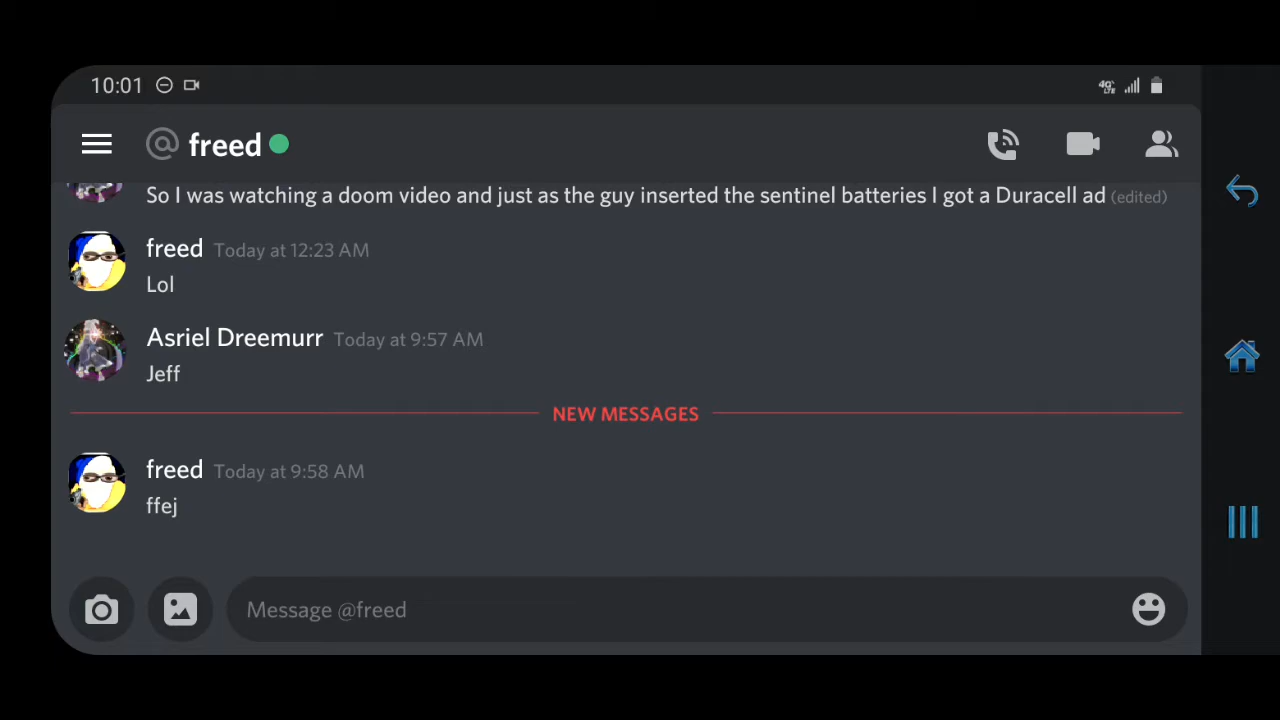 10:01
4G LTE
@ freed
So I was watching a doom video and just as the guy inserted the sentinel batteries I got a Duracell ad (edited)
freed Today at 12:23 AM
Lol
Asriel Dreemurr Today at 9:57 AM
Jeff
NEW MESSAGES
freed Today at 9:58 AM
ffej
Message @freed